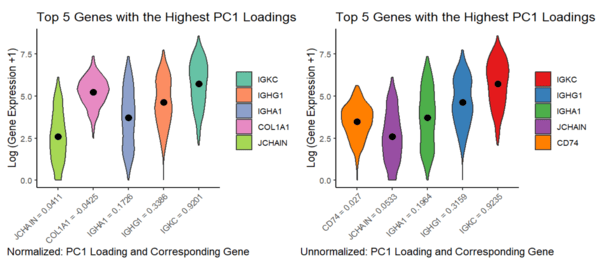 Top 5 Genes with the Highest PC1 Loadings
Log (Gene Expression +1)
7.5
5.0
2.5
0.0
JCHAIN = 0.0411
COL1A1 = -0.0425
IGHA1 = 0.1726
IGHG1 = 0.3386
IGKC = 0.9201
IGKC
IGHG1
IGHA1
COL1A1
JCHAIN
Normalized: PC1 Loading and Corresponding Gene
Top 5 Genes with the Highest PC1 Loadings
Log (Gene Expression +1)
7.5
5.0
2.5
0.0
CD74 = 0.027
JCHAIN = 0.0533
IGHA1 = 0.1964
IGHG1 = 0.3159
IGKC = 0.9235
IGKC
IGHG1
IGHA1
JCHAIN
CD74
Unnormalized: PC1 Loading and Corresponding Gene